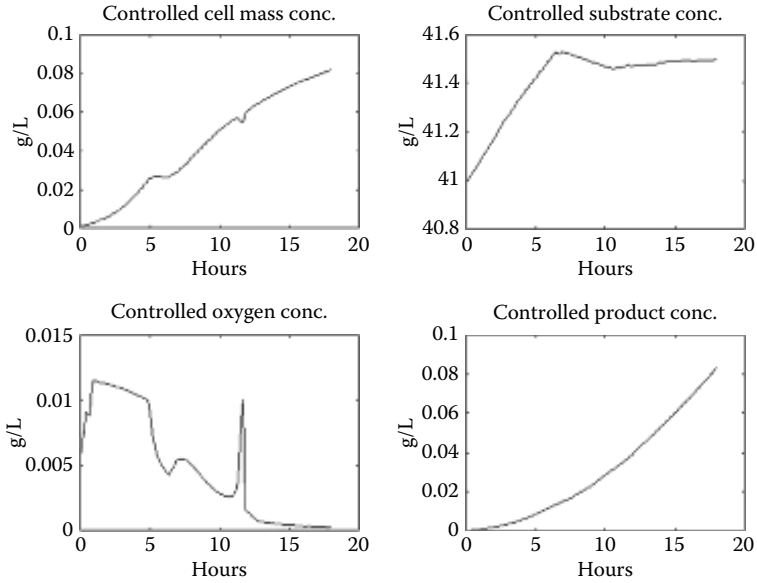 Controlled cell mass conc.
0.1
0.08
0.06
0.04
0.02
0
g/L
0 5 10 15 20
Hours
Controlled substrate conc.
41.6
41.4
41.2
41
40.8
g/L
0 5 10 15 20
Hours
Controlled oxygen conc.
0.015
0.01
0.005
0
g/L
0 5 10 15 20
Hours
Controlled product conc.
0.1
0.08
0.06
0.04
0.02
0
g/L
0 5 10 15 20
Hours